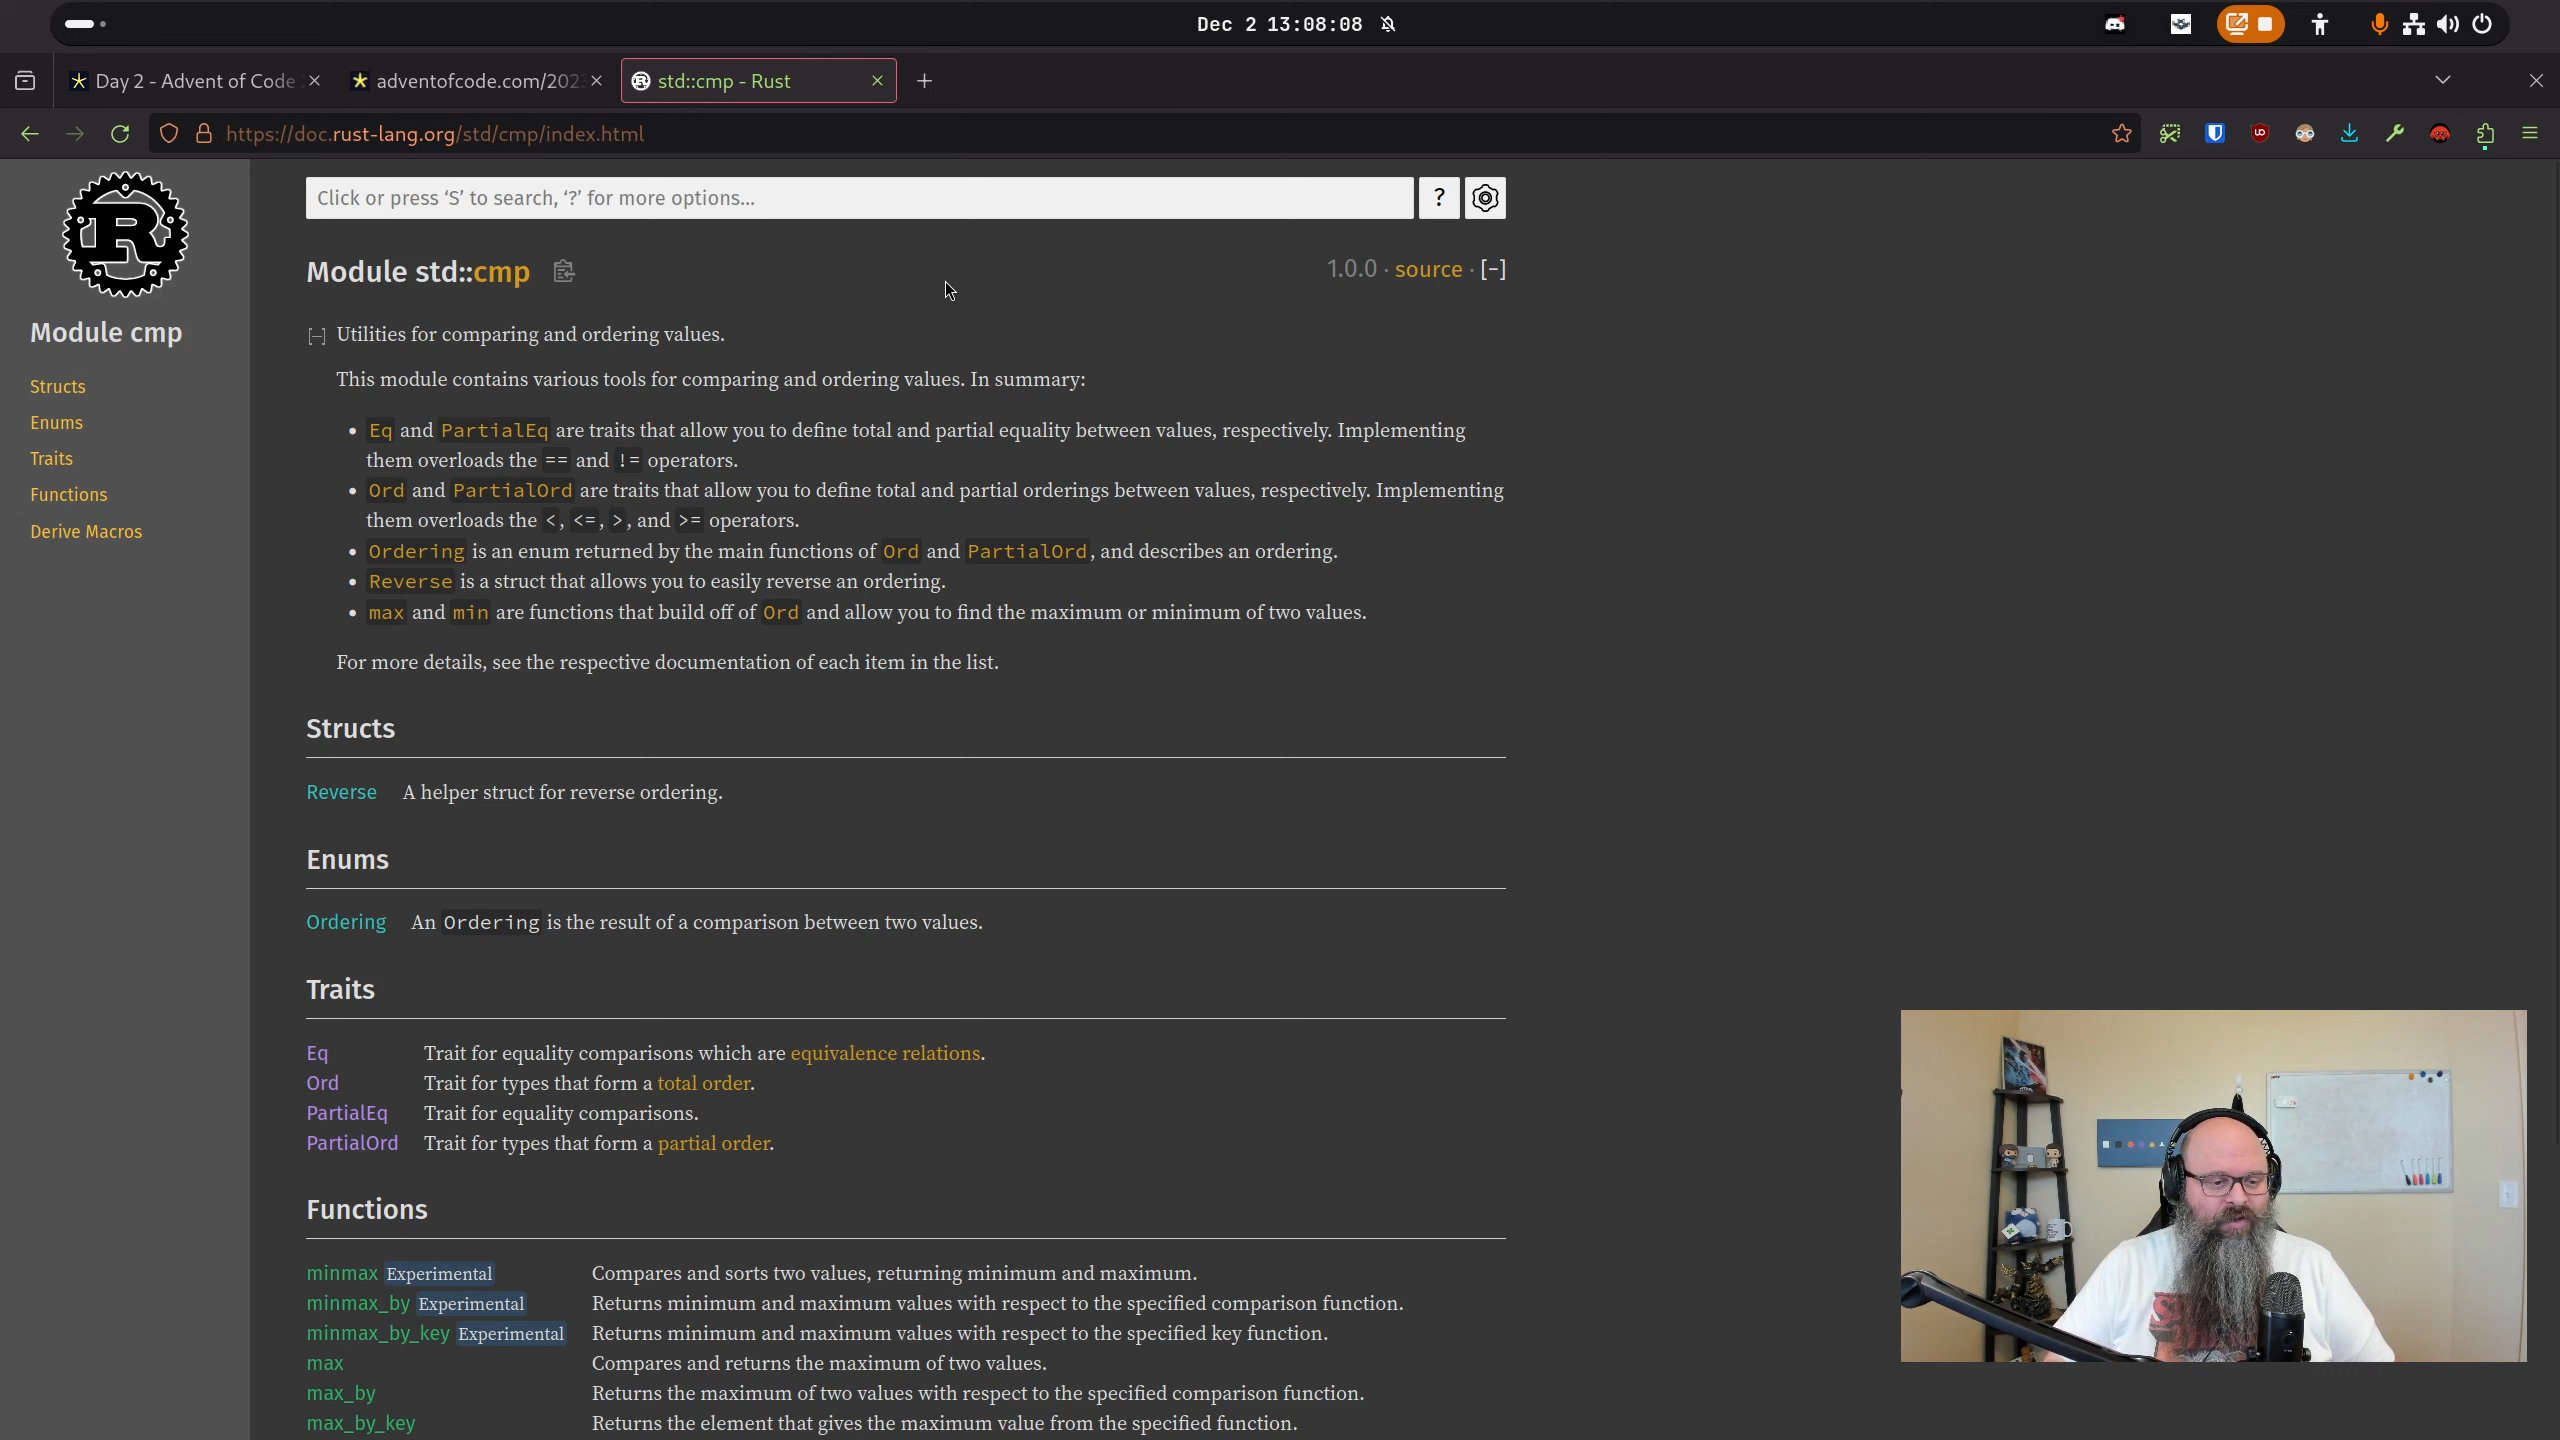 Dec 2 13:08:08
Day 2 - Advent of Code
adventofcode.com/202
std::cmp - Rust
https://doc.rust-lang.org/std/cmp/index.html
Click or press ‘S’ to search, ‘?’ for more options…
?
Module std::cmp
1.0.0 · source · [−]
Module cmp
Structs
Enums
Traits
Functions
Derive Macros
[−] Utilities for comparing and ordering values.
This module contains various tools for comparing and ordering values. In summary:
• Eq and PartialEq are traits that allow you to define total and partial equality between values, respectively. Implementing
them overloads the == and != operators.
• Ord and PartialOrd are traits that allow you to define total and partial orderings between values, respectively. Implementing
them overloads the <, <=, >, and >= operators.
• Ordering is an enum returned by the main functions of Ord and PartialOrd, and describes an ordering.
• Reverse is a struct that allows you to easily reverse an ordering.
• max and min are functions that build off of Ord and allow you to find the maximum or minimum of two values.
For more details, see the respective documentation of each item in the list.
Structs
Reverse A helper struct for reverse ordering.
Enums
Ordering An Ordering is the result of a comparison between two values.
Traits
Eq Trait for equality comparisons which are equivalence relations.
Ord Trait for types that form a total order.
PartialEq Trait for equality comparisons.
PartialOrd Trait for types that form a partial order.
Functions
minmax Experimental Compares and sorts two values, returning minimum and maximum.
minmax_by Experimental Returns minimum and maximum values with respect to the specified comparison function.
minmax_by_key Experimental Returns minimum and maximum values with respect to the specified key function.
max Compares and returns the maximum of two values.
max_by Returns the maximum of two values with respect to the specified comparison function.
max_by_key Returns the element that gives the maximum value from the specified function.